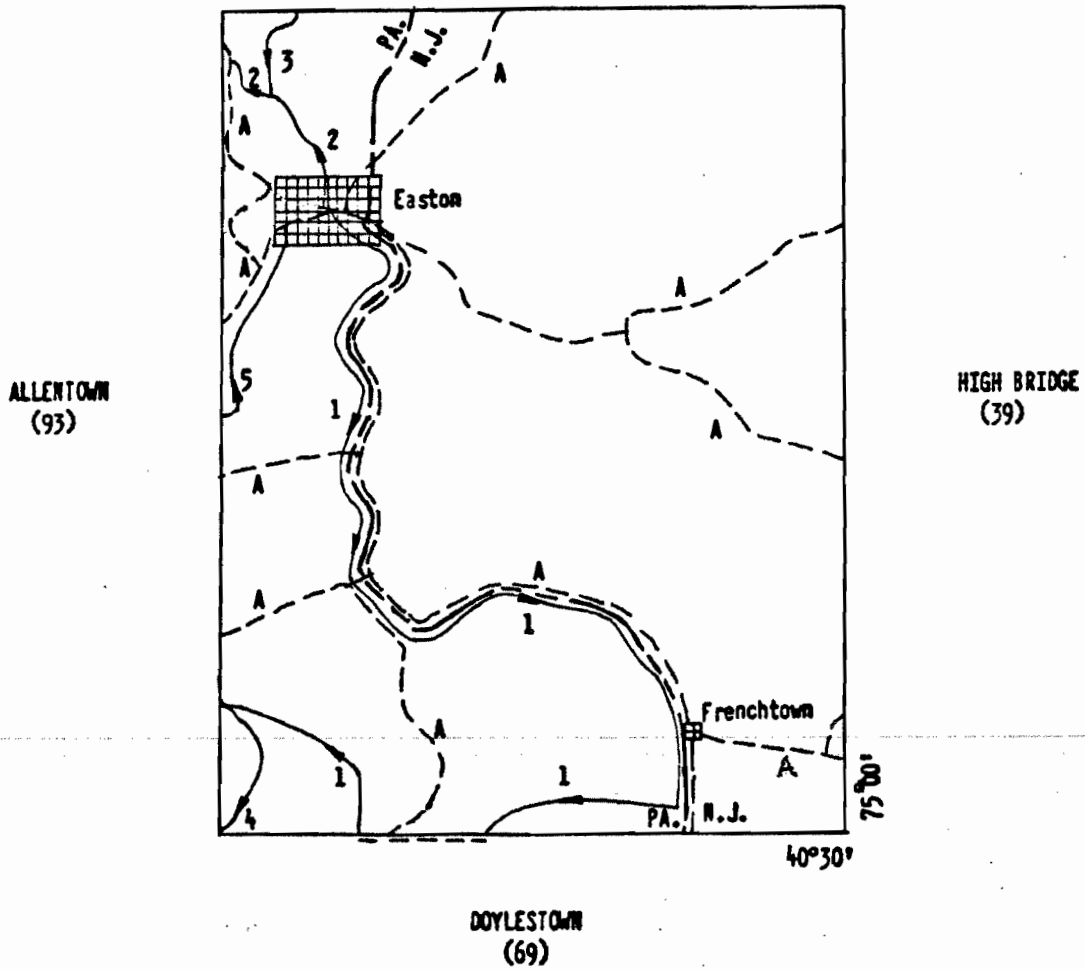 PA.
N.J.
3
2
A
A
2
Easton
A
A
A
5
ALLENTOWN
(93)
HIGH BRIDGE
(39)
1
A
A
A
A
1
Frenchtown
A
A
1
1
4
PA. N.J.
75°00'
40°30'
DOYLESTOWN
(69)